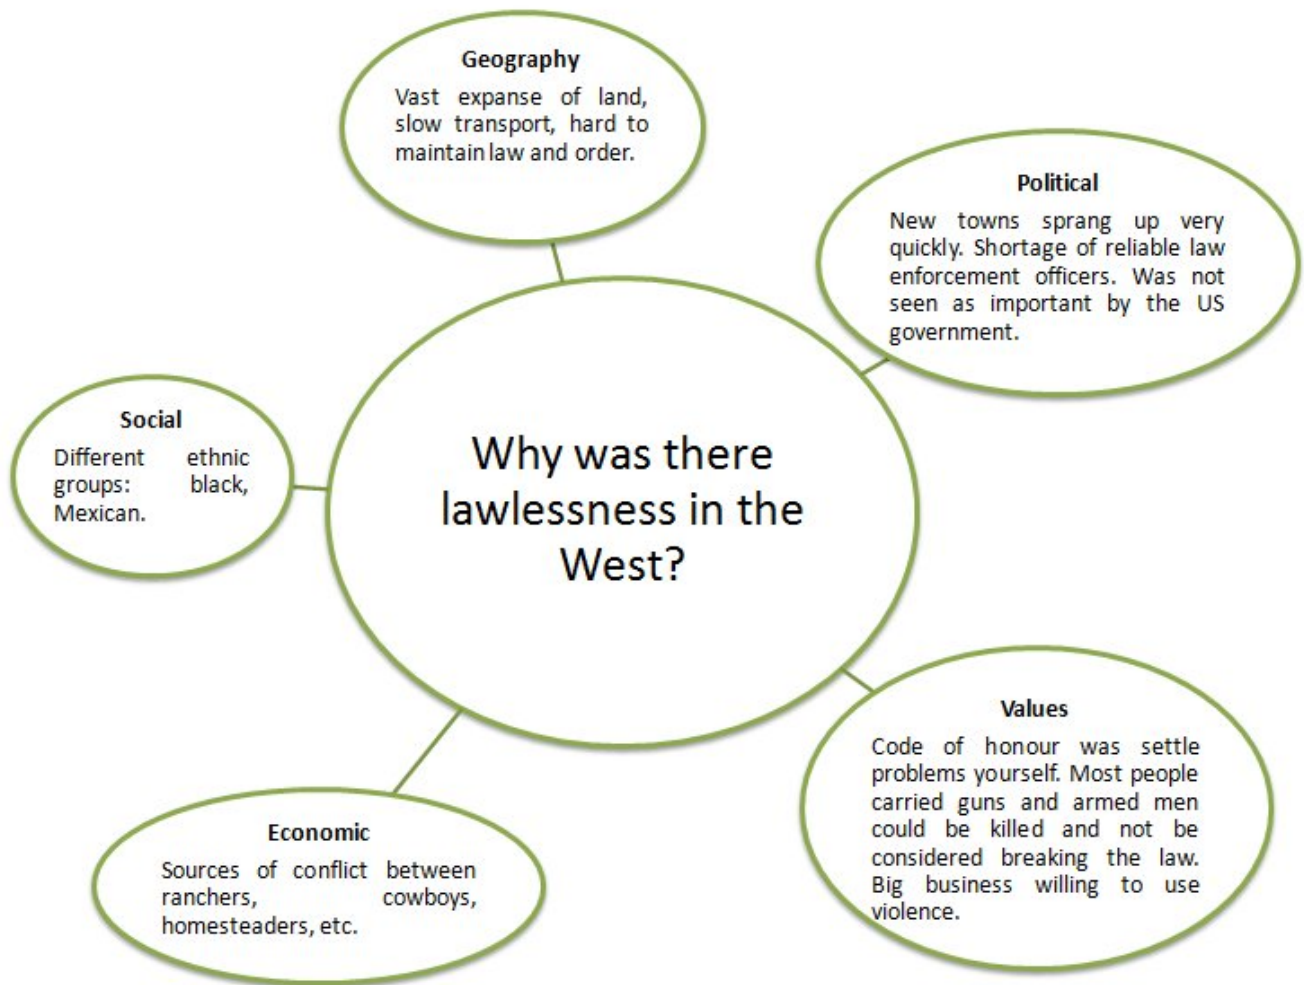 Geography
Vast expanse of land,
slow transport, hard to
maintain law and order.
Political
New towns sprang up very
quickly. Shortage of reliable law
enforcement officers. Was not
seen as important by the US
government.
Why was there
lawlessness in the
West?
Social
Different ethnic
groups: black,
Mexican.
Values
Code of honour was settle
problems yourself. Most people
carried guns and armed men
could be killed and not be
considered breaking the law.
Big business willing to use
violence.
Economic
Sources of conflict between
ranchers, cowboys,
homesteaders, etc.